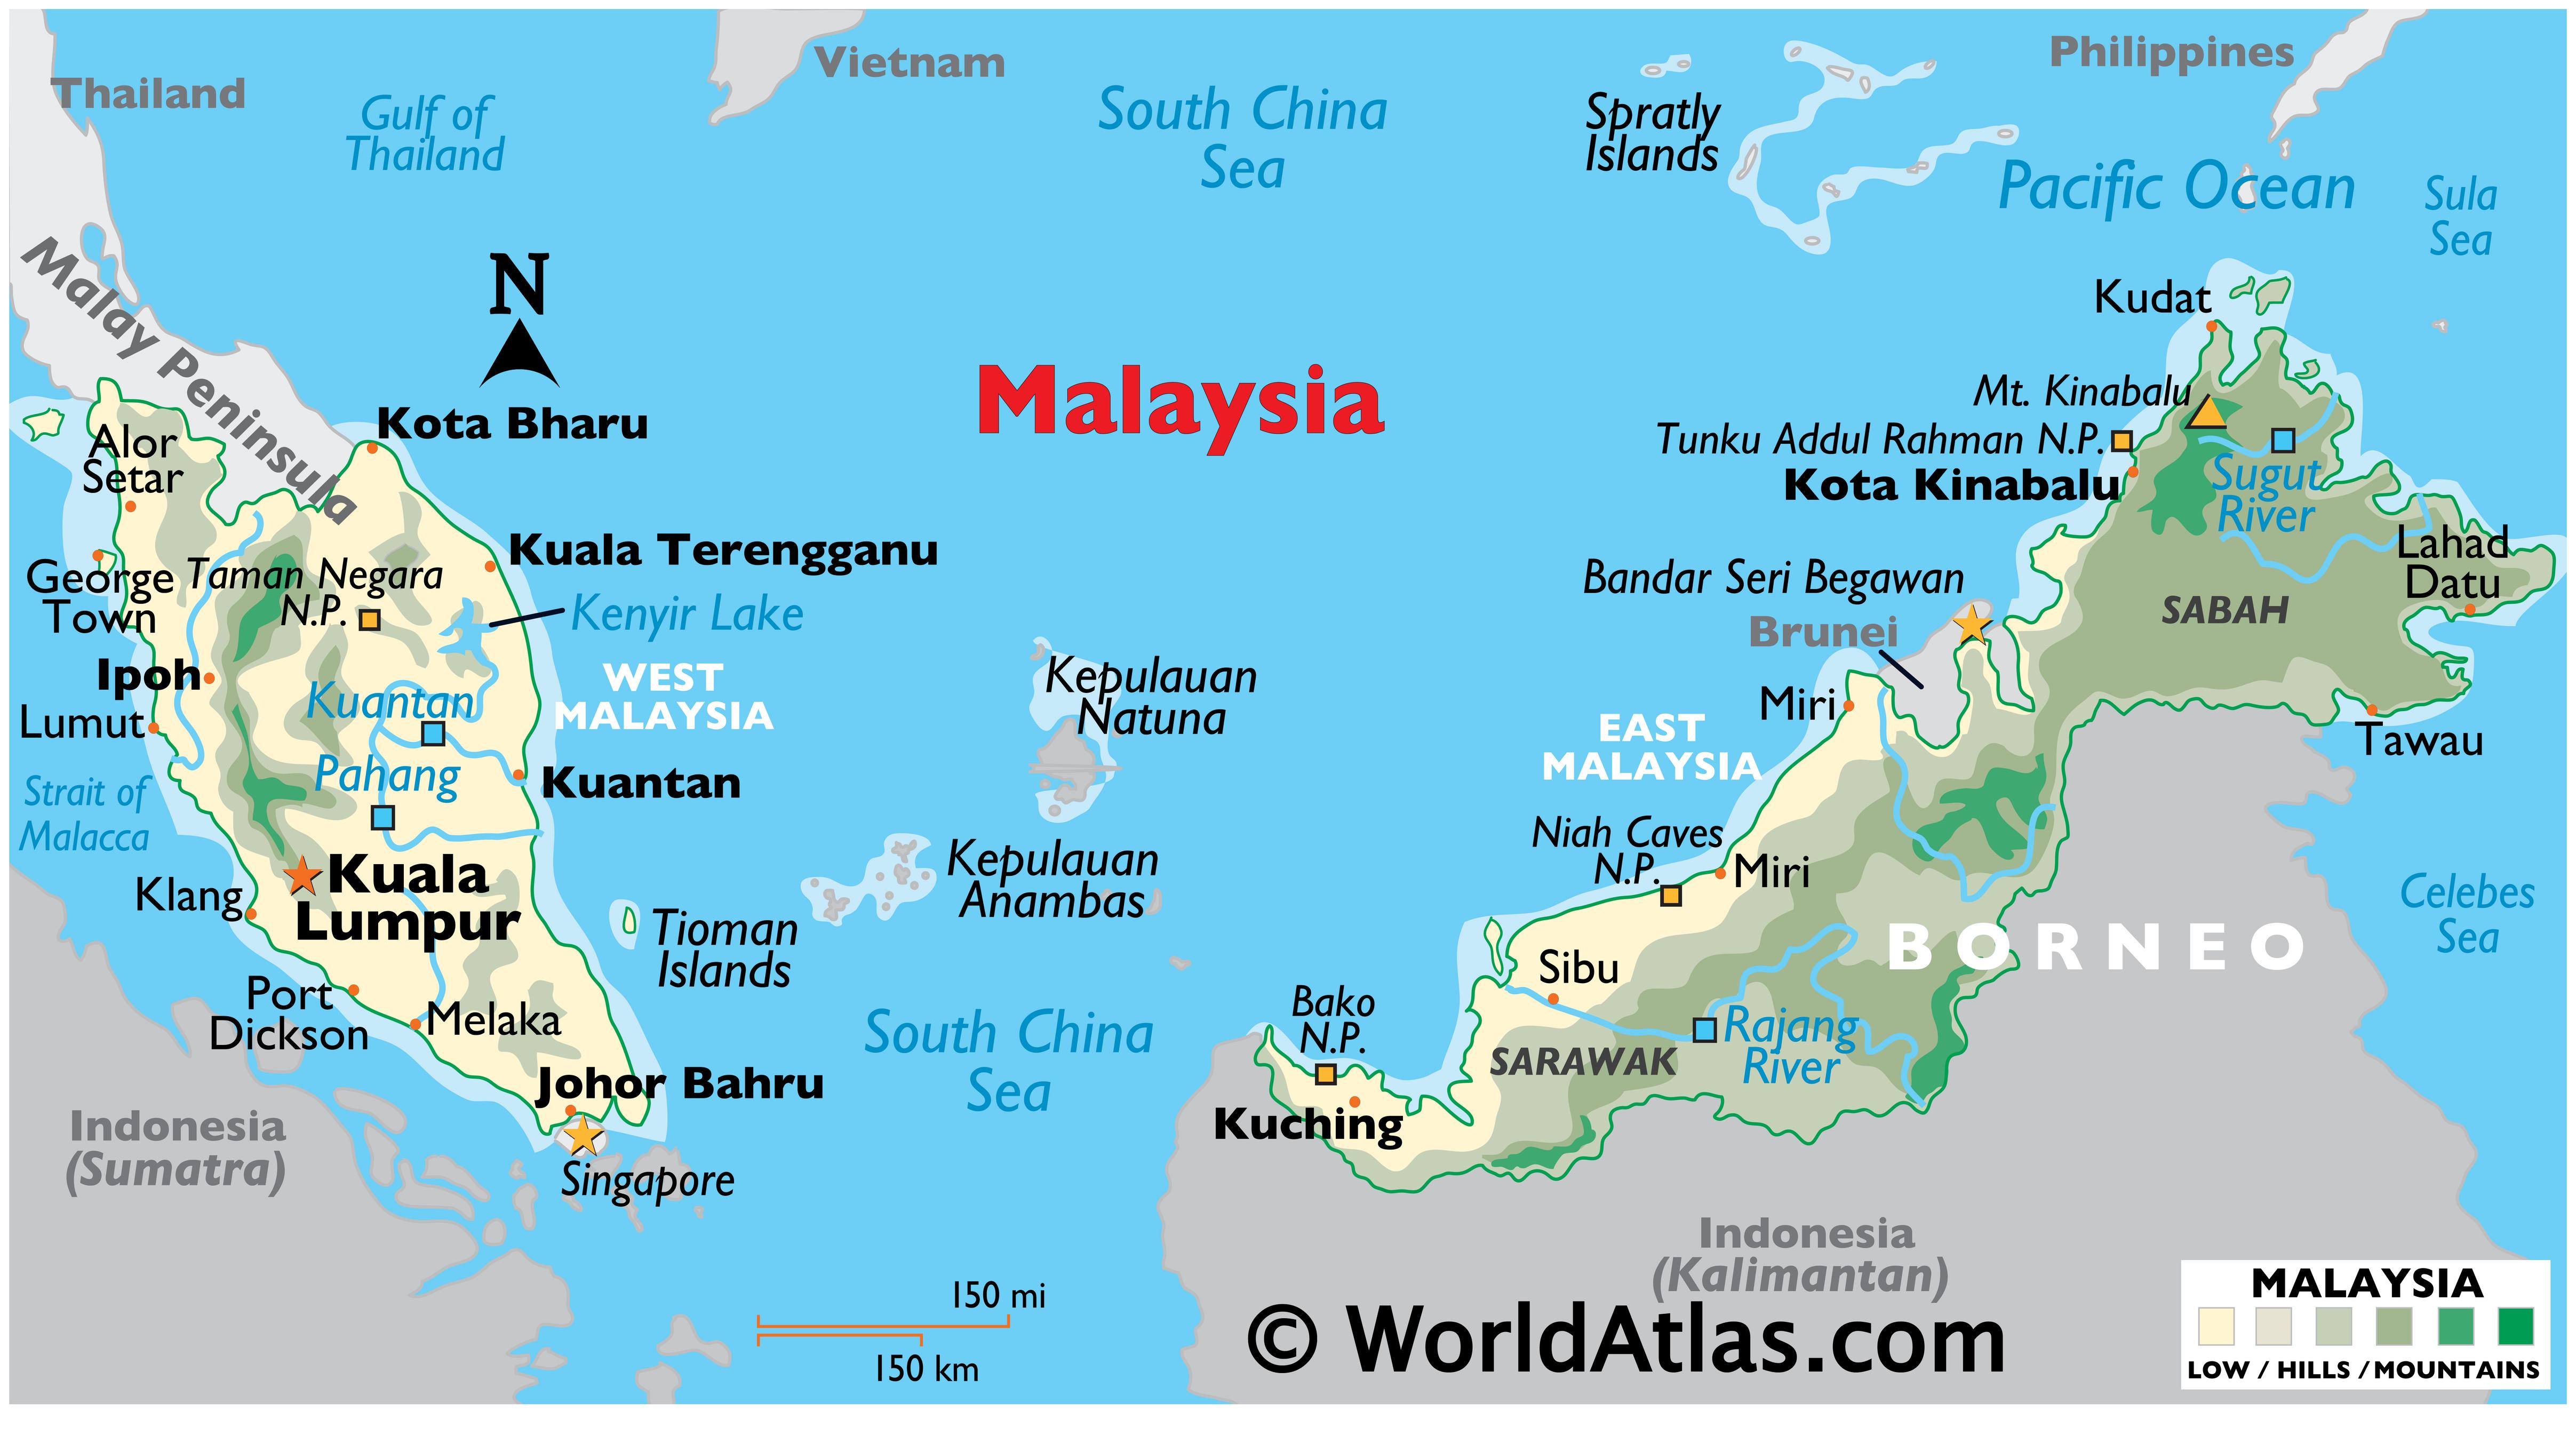 Thailand
Gulf of
Thailand
Vietnam
South China
Sea
Spratly
Islands
Philippines
Pacific Ocean
Sula
Sea
Malay Peninsula
N
Malaysia
Kota Bharu
Alor
Setar
Kuala Terengganu
George
Town
Taman Negara
N.P.
Kenyir Lake
Ipoh
Lumut
WEST
MALAYSIA
Kuantan
Pahang
Kuantan
Strait of
Malacca
Kuala
Lumpur
Klang
Port
Dickson
Melaka
Tioman
Islands
Johor Bahru
Singapore
Indonesia
(Sumatra)
Kepulauan
Natuna
Kepulauan
Anambas
South China
Sea
Kudat
Mt. Kinabalu
Tunku Addul Rahman N.P.
Kota Kinabalu
Sugut
River
Lahad
Datu
Bandar Seri Begawan
Brunei
SABAH
Miri
Tawau
EAST
MALAYSIA
Niah Caves
N.P.
Miri
Celebes
Sea
BORNEO
Sibu
Bako
N.P.
Rajang
River
SARAWAK
Kuching
Indonesia
(Kalimantan)
150 mi
150 km
© WorldAtlas.com
MALAYSIA
LOW / HILLS / MOUNTAINS